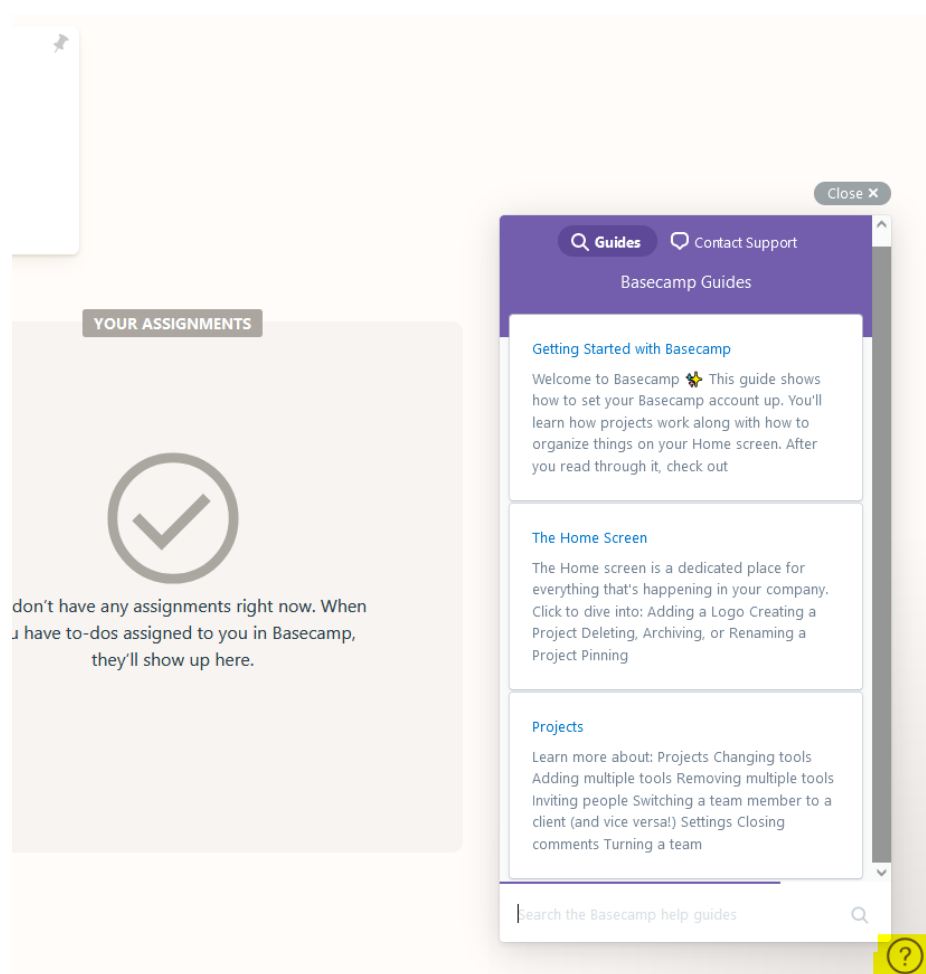 Close ×
Guides
Contact Support
Basecamp Guides
YOUR ASSIGNMENTS
don't have any assignments right now. When
have to-dos assigned to you in Basecamp,
they'll show up here.
Getting Started with Basecamp
Welcome to Basecamp ✨ This guide shows
how to set your Basecamp account up. You'll
learn how projects work along with how to
organize things on your Home screen. After
you read through it, check out
The Home Screen
The Home screen is a dedicated place for
everything that's happening in your company.
Click to dive into: Adding a Logo Creating a
Project Deleting, Archiving, or Renaming a
Project Pinning
Projects
Learn more about: Projects Changing tools
Adding multiple tools Removing multiple tools
Inviting people Switching a team member to a
client (and vice versa!) Settings Closing
comments Turning a team
Search the Basecamp help guides
?